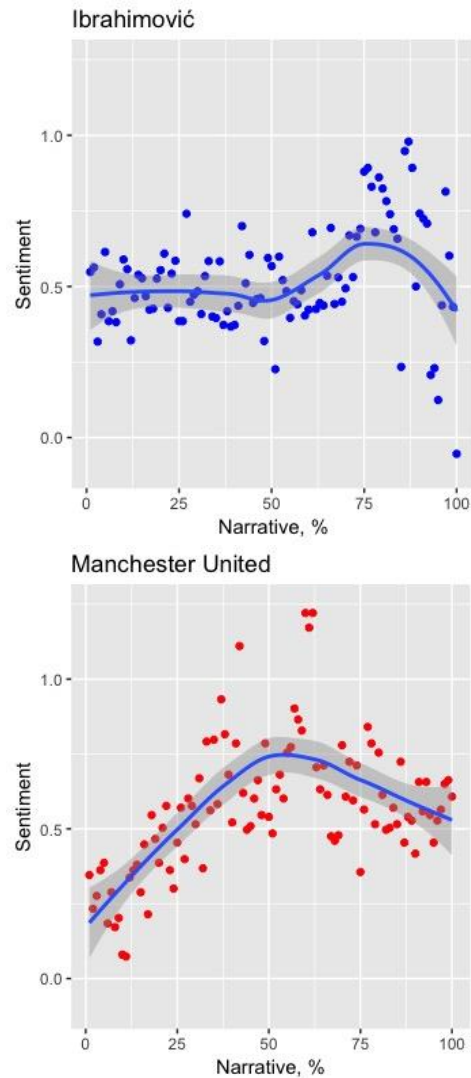 Ibrahimović
1.0
0.5
0.0
Sentiment
0 25 50 75 100
Narrative, %
Manchester United
1.0
0.5
0.0
Sentiment
0 25 50 75 100
Narrative, %